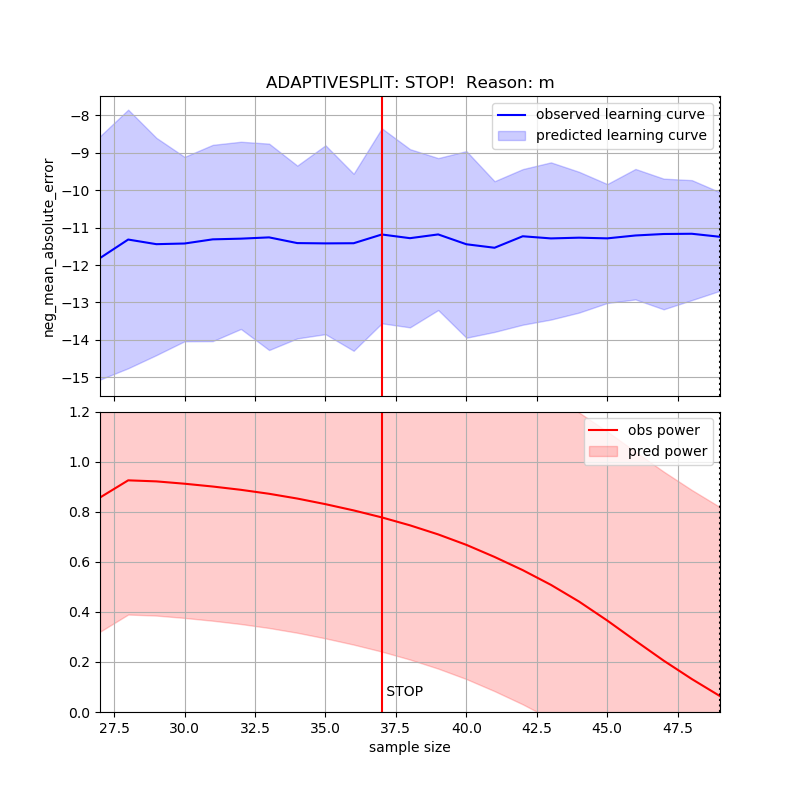 ADAPTIVESPLIT: STOP!  Reason: m
observed learning curve
predicted learning curve
neg_mean_absolute_error
−8
−9
−10
−11
−12
−13
−14
−15
obs power
pred power
1.2
1.0
0.8
0.6
0.4
0.2
0.0
STOP
27.5 30.0 32.5 35.0 37.5 40.0 42.5 45.0 47.5
sample size